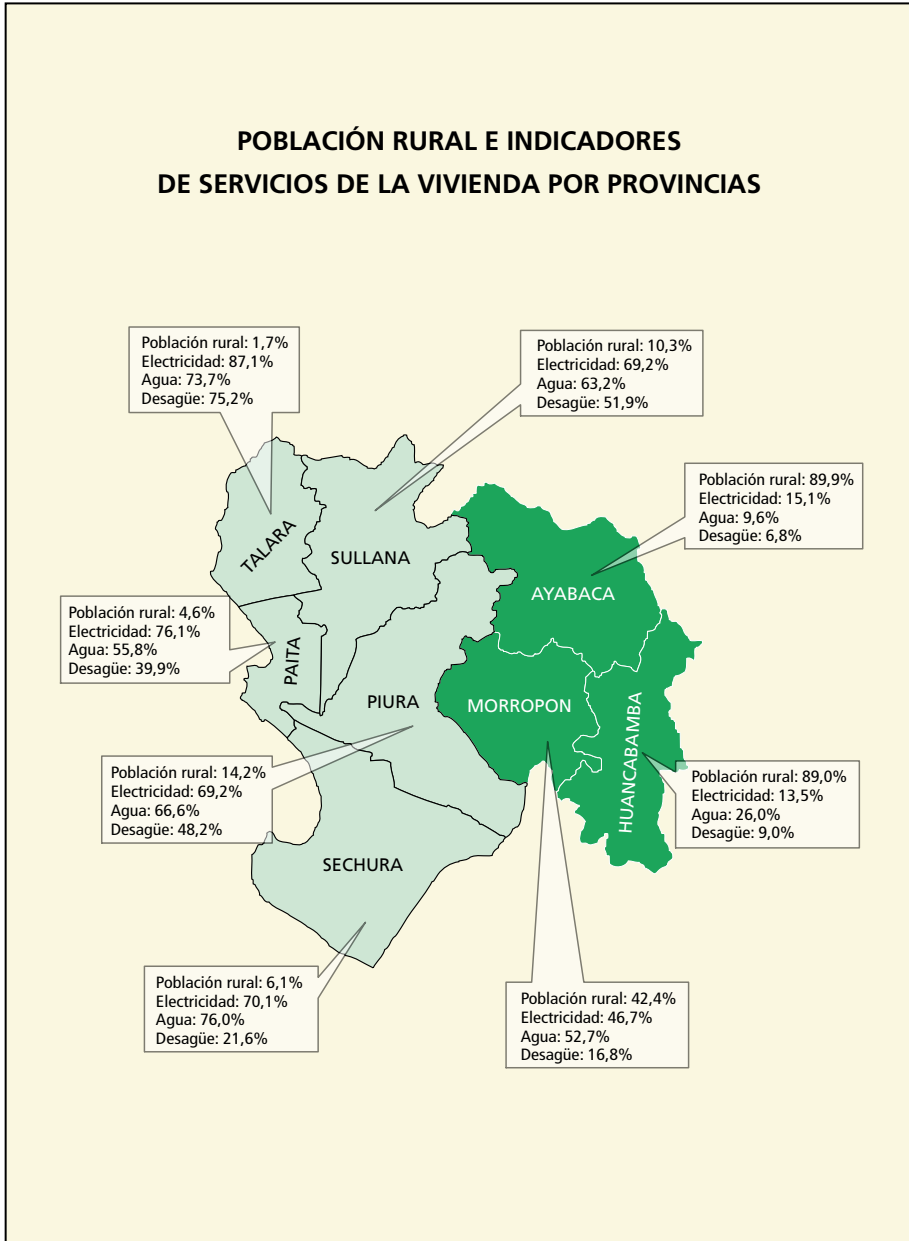 POBLACIÓN RURAL E INDICADORES
DE SERVICIOS DE LA VIVIENDA POR PROVINCIAS
Población rural: 1,7%
Electricidad: 87,1%
Agua: 73,7%
Desagüe: 75,2%
Población rural: 10,3%
Electricidad: 69,2%
Agua: 63,2%
Desagüe: 51,9%
Población rural: 89,9%
Electricidad: 15,1%
Agua: 9,6%
Desagüe: 6,8%
TALARA
SULLANA
AYABACA
Población rural: 4,6%
Electricidad: 76,1%
Agua: 55,8%
Desagüe: 39,9%
PAITA
PIURA
MORROPON
HUANCABAMBA
Población rural: 14,2%
Electricidad: 69,2%
Agua: 66,6%
Desagüe: 48,2%
Población rural: 89,0%
Electricidad: 13,5%
Agua: 26,0%
Desagüe: 9,0%
SECHURA
Población rural: 6,1%
Electricidad: 70,1%
Agua: 76,0%
Desagüe: 21,6%
Población rural: 42,4%
Electricidad: 46,7%
Agua: 52,7%
Desagüe: 16,8%